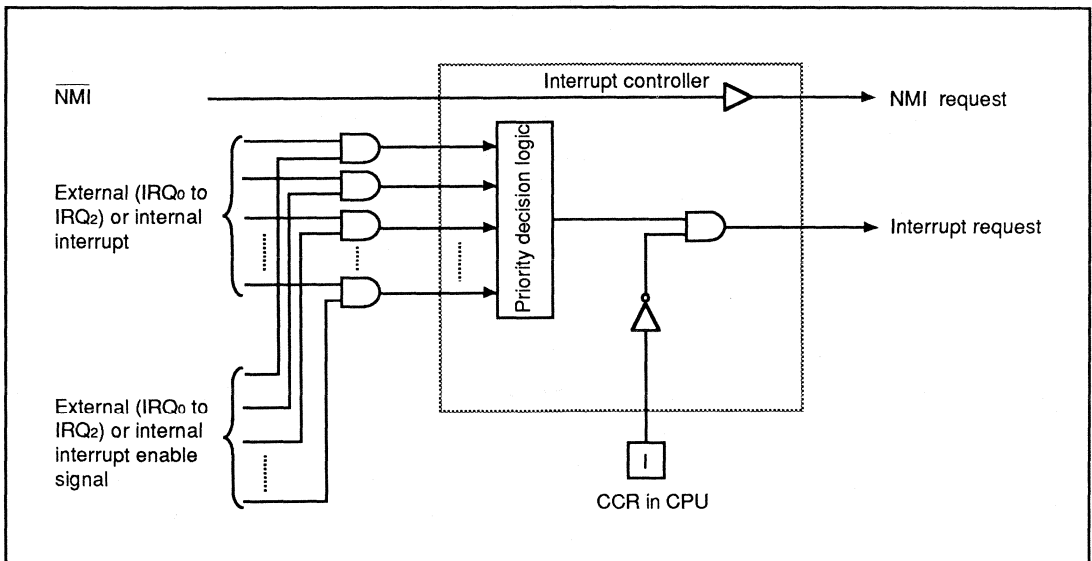 N̅M̅I̅
Interrupt controller
NMI request
External (IRQ₀ to
IRQ₂) or internal
interrupt
Priority decision logic
Interrupt request
External (IRQ₀ to
IRQ₂) or internal
interrupt enable
signal
I
CCR in CPU